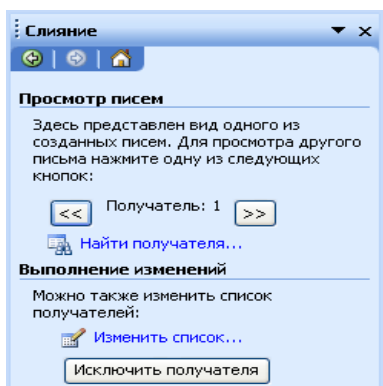 Слияние
Просмотр писем
Здесь представлен вид одного из
созданных писем. Для просмотра другого
письма нажмите одну из следующих
кнопок:
<< Получатель: 1 >>
Найти получателя...
Выполнение изменений
Можно также изменить список
получателей:
Изменить список...
Исключить получателя